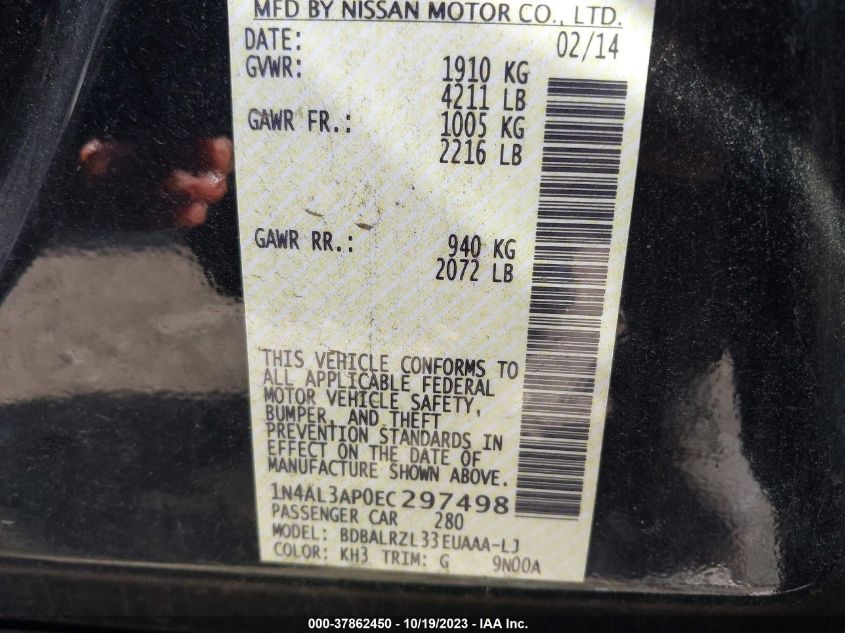 MFD BY NISSAN MOTOR CO., LTD.
DATE: 02/14
GVWR: 1910 KG
4211 LB
GAWR FR.: 1005 KG
2216 LB
GAWR RR.: 940 KG
2072 LB
THIS VEHICLE CONFORMS TO
ALL APPLICABLE FEDERAL
MOTOR VEHICLE SAFETY,
BUMPER, AND THEFT
PREVENTION STANDARDS IN
EFFECT ON THE DATE OF
MANUFACTURE SHOWN ABOVE.
1N4AL3AP0EC297498
PASSENGER CAR 280
MODEL: BDBALRZL33EUAAA-LJ
COLOR: KH3 TRIM: G 9N00A
000-37862450 - 10/19/2023 - IAA Inc.